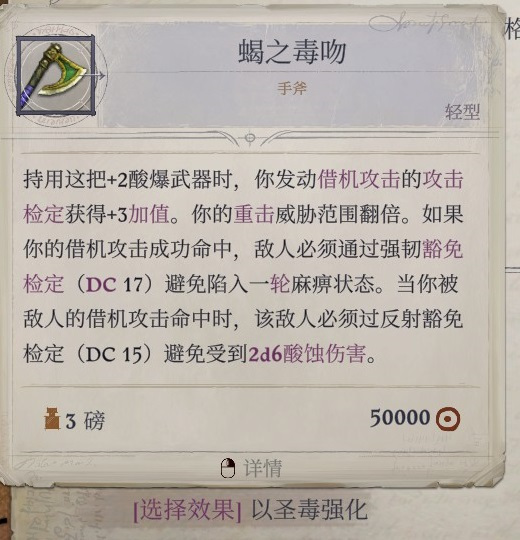 蝎之毒吻
手斧
轻型
持用这把+2酸爆武器时，你发动借机攻击的攻击
检定获得+3加值。你的重击威胁范围翻倍。如果
你的借机攻击成功命中，敌人必须通过强韧豁免
检定（DC 17）避免陷入一轮麻痹状态。当你被
敌人的借机攻击命中时，该敌人必须过反射豁免
检定（DC 15）避免受到2d6酸蚀伤害。
3 磅
50000
详情
[选择效果] 以圣毒强化